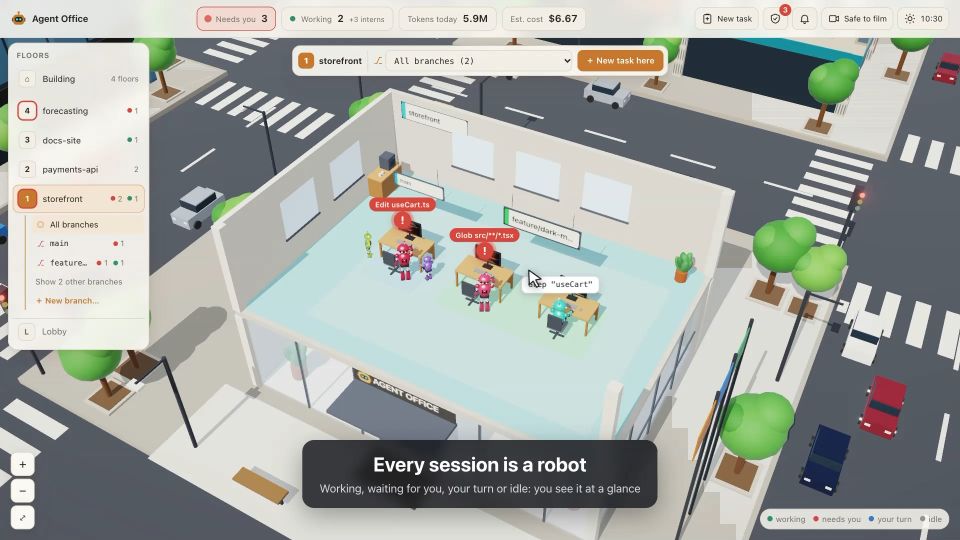 Agent Office
Needs you 3
Working 2 +3 interns
Tokens today 5.9M
Est. cost $6.67
New task
3
Safe to film
10:30
FLOORS
Building 4 floors
4 forecasting 1
3 docs-site 1
2 payments-api 2
1 storefront 2 1
All branches
main 1
feature… 1 1
Show 2 other branches
+ New branch...
L Lobby
1 storefront
All branches (2)
+ New task here
storefront
Edit useCart.ts
!
Glob src/**/*.tsx
!
feature/dark-m...
"useCart"
AGENT OFFICE
Every session is a robot
Working, waiting for you, your turn or idle: you see it at a glance
+
−
working
needs you
your turn
idle